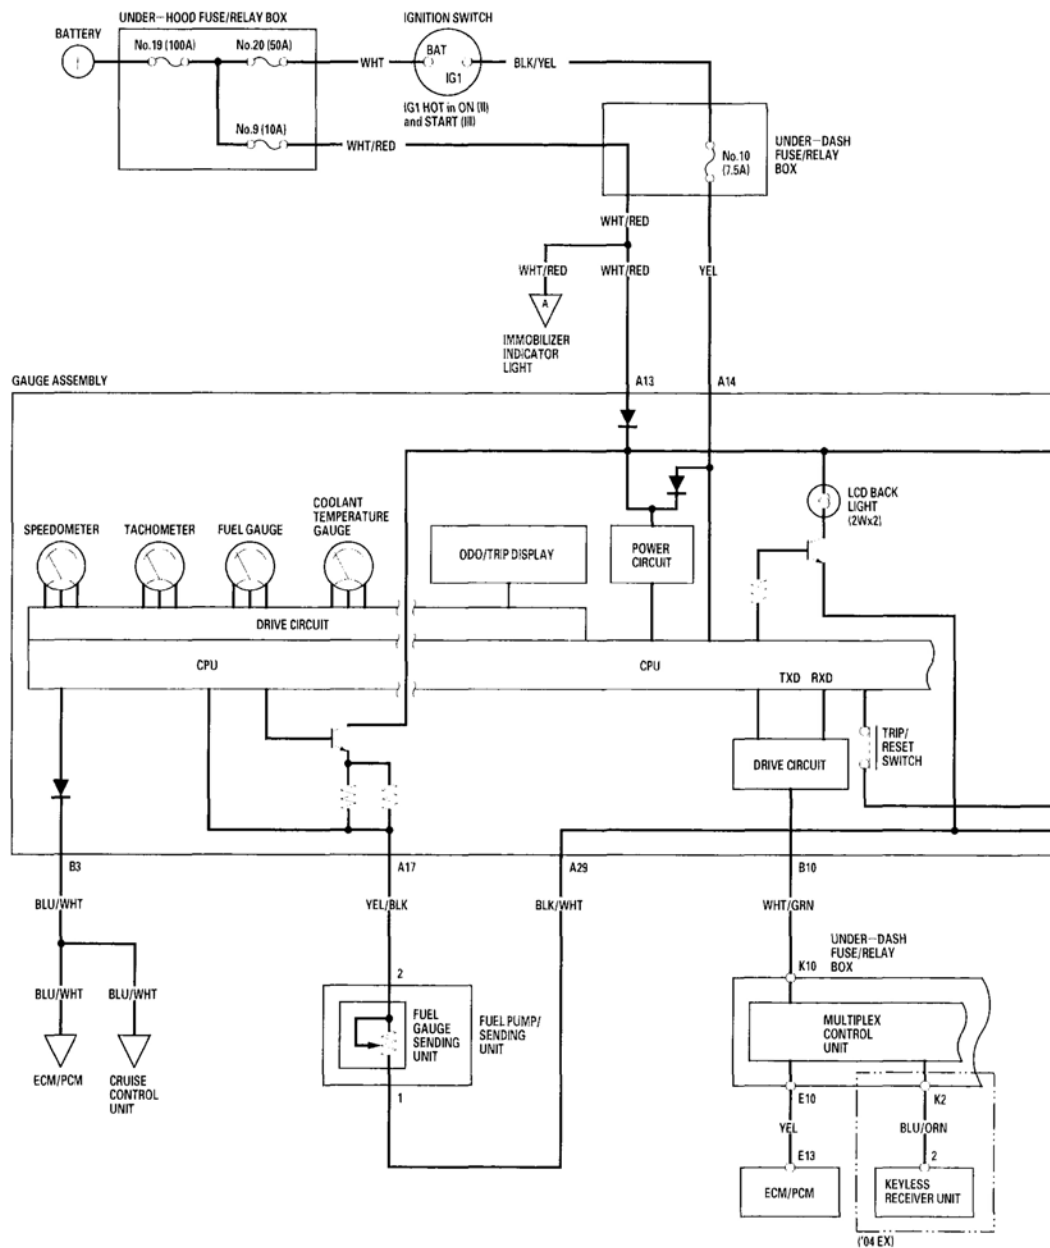 UNDER-HOOD FUSE/RELAY BOX
IGNITION SWITCH
BATTERY
No.19 (100A)
No.20 (50A)
WHT
BAT
IG1
BLK/YEL
IG1 HOT in ON (II)
and START (III)
No.9 (10A)
WHT/RED
No.10
(7.5A)
UNDER-DASH
FUSE/RELAY
BOX
WHT/RED
WHT/RED
WHT/RED
YEL
A
IMMOBILIZER
INDICATOR
LIGHT
GAUGE ASSEMBLY
A13
A14
SPEEDOMETER
TACHOMETER
FUEL GAUGE
COOLANT
TEMPERATURE
GAUGE
ODO/TRIP DISPLAY
POWER
CIRCUIT
LCD BACK
LIGHT
(2Wx2)
DRIVE CIRCUIT
CPU
CPU
TXD
RXD
DRIVE CIRCUIT
TRIP/
RESET
SWITCH
B3
A17
A29
B10
BLU/WHT
YEL/BLK
BLK/WHT
WHT/GRN
BLU/WHT
BLU/WHT
ECM/PCM
CRUISE
CONTROL
UNIT
2
FUEL
GAUGE
SENDING
UNIT
FUEL PUMP/
SENDING
UNIT
1
K10
UNDER-DASH
FUSE/RELAY
BOX
MULTIPLEX
CONTROL
UNIT
E10
K2
YEL
BLU/ORN
E13
2
ECM/PCM
KEYLESS
RECEIVER UNIT
('04 EX)